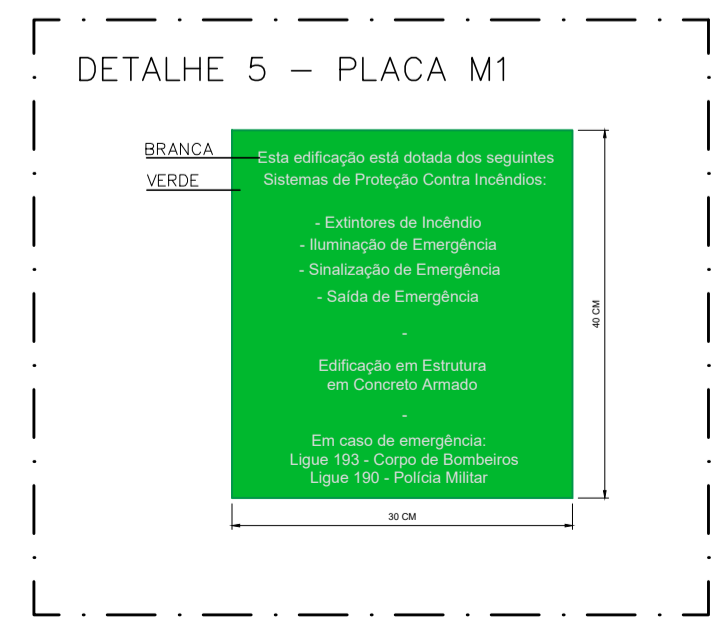 DETALHE 5 – PLACA M1
BRANCA
VERDE
Esta edificação está dotada dos seguintes
Sistemas de Proteção Contra Incêndios:
- Extintores de Incêndio
- Iluminação de Emergência
- Sinalização de Emergência
- Saída de Emergência
-
Edificação em Estrutura
em Concreto Armado
-
Em caso de emergência:
Ligue 193 - Corpo de Bombeiros
Ligue 190 - Polícia Militar
40 CM
30 CM